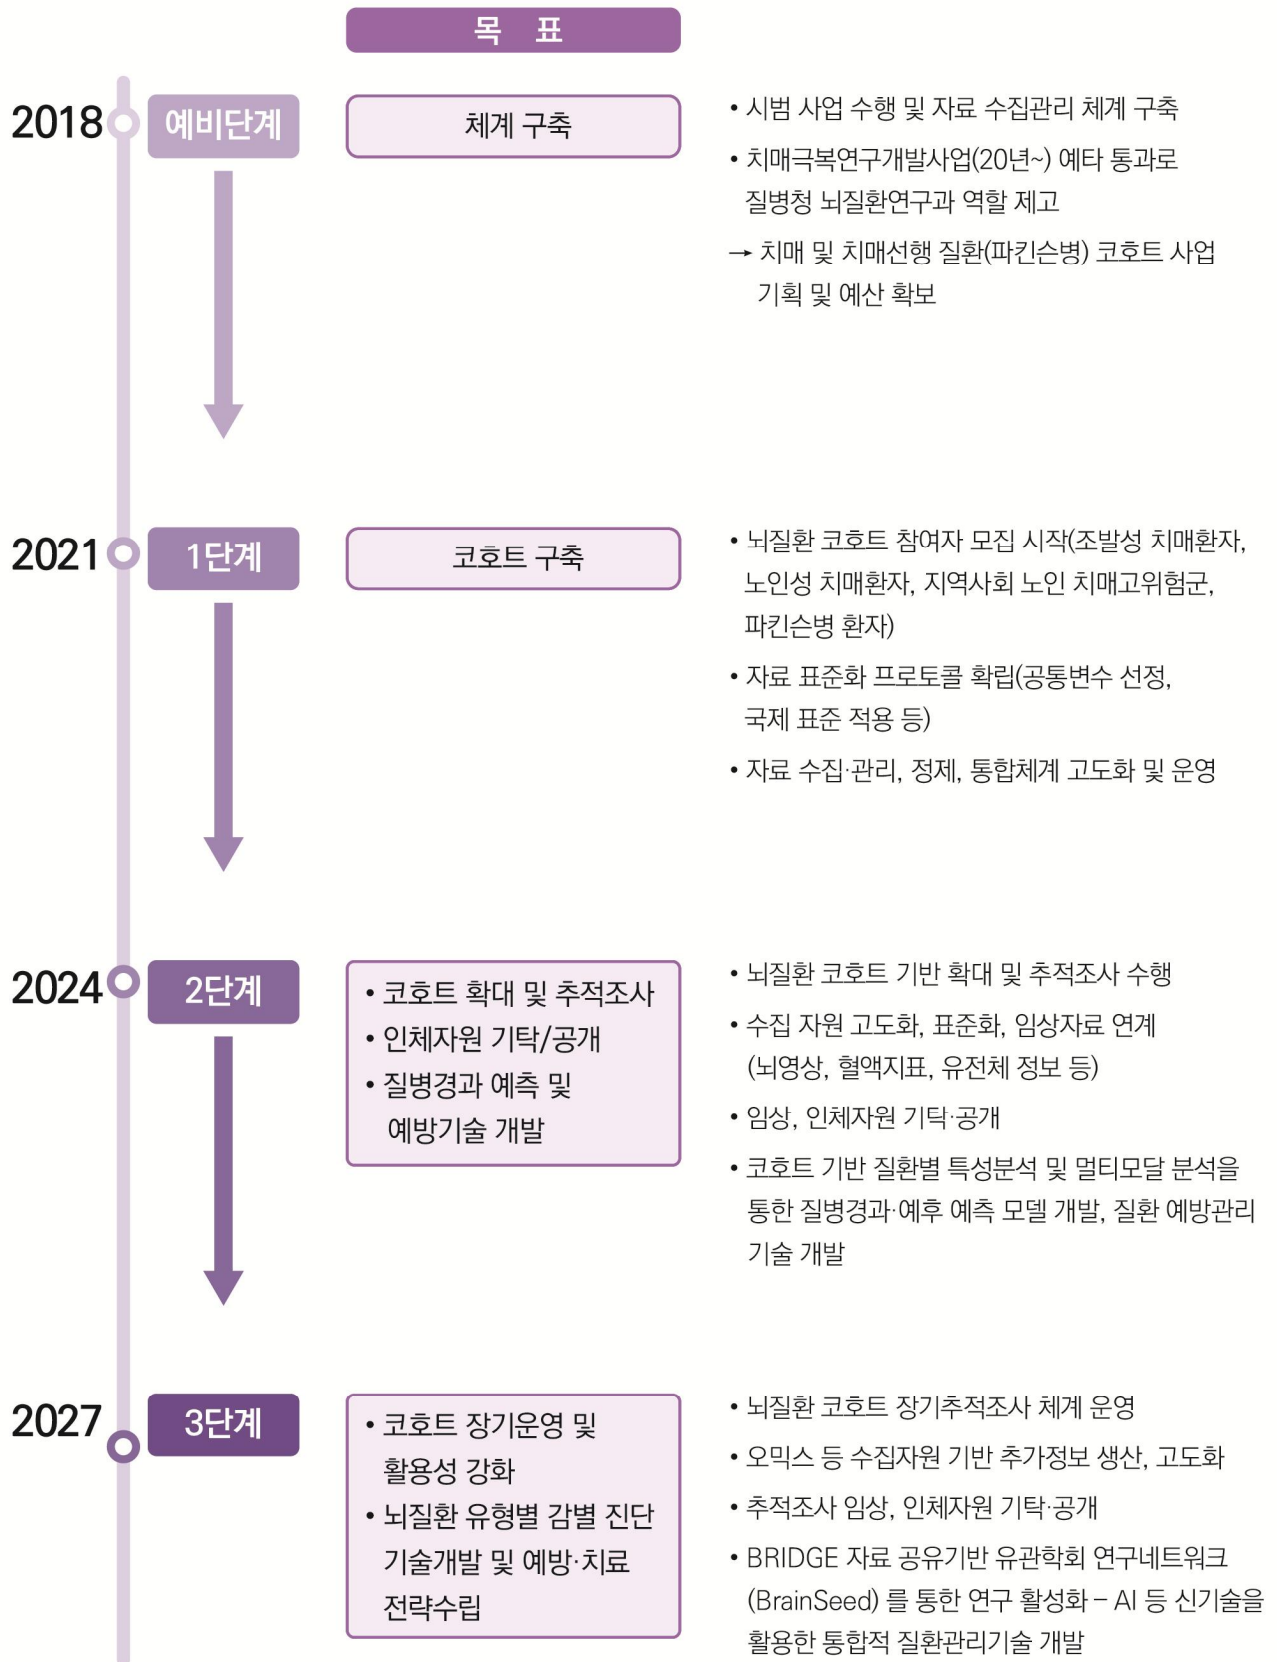 목 표
2018
예비단계
체계 구축
• 시범 사업 수행 및 자료 수집관리 체계 구축
• 치매극복연구개발사업(20년~) 예타 통과로
질병청 뇌질환연구과 역할 제고
→ 치매 및 치매선행 질환(파킨슨병) 코호트 사업
기획 및 예산 확보
2021
1단계
코호트 구축
• 뇌질환 코호트 참여자 모집 시작(조발성 치매환자,
노인성 치매환자, 지역사회 노인 치매고위험군,
파킨슨병 환자)
• 자료 표준화 프로토콜 확립(공통변수 선정,
국제 표준 적용 등)
• 자료 수집·관리, 정제, 통합체계 고도화 및 운영
2024
2단계
• 코호트 확대 및 추적조사
• 인체자원 기탁/공개
• 질병경과 예측 및
예방기술 개발
• 뇌질환 코호트 기반 확대 및 추적조사 수행
• 수집 자원 고도화, 표준화, 임상자료 연계
(뇌영상, 혈액지표, 유전체 정보 등)
• 임상, 인체자원 기탁·공개
• 코호트 기반 질환별 특성분석 및 멀티모달 분석을
통한 질병경과·예후 예측 모델 개발, 질환 예방관리
기술 개발
2027
3단계
• 코호트 장기운영 및
활용성 강화
• 뇌질환 유형별 감별 진단
기술개발 및 예방·치료
전략수립
• 뇌질환 코호트 장기추적조사 체계 운영
• 오믹스 등 수집자원 기반 추가정보 생산, 고도화
• 추적조사 임상, 인체자원 기탁·공개
• BRIDGE 자료 공유기반 유관학회 연구네트워크
(BrainSeed) 를 통한 연구 활성화 – AI 등 신기술을
활용한 통합적 질환관리기술 개발